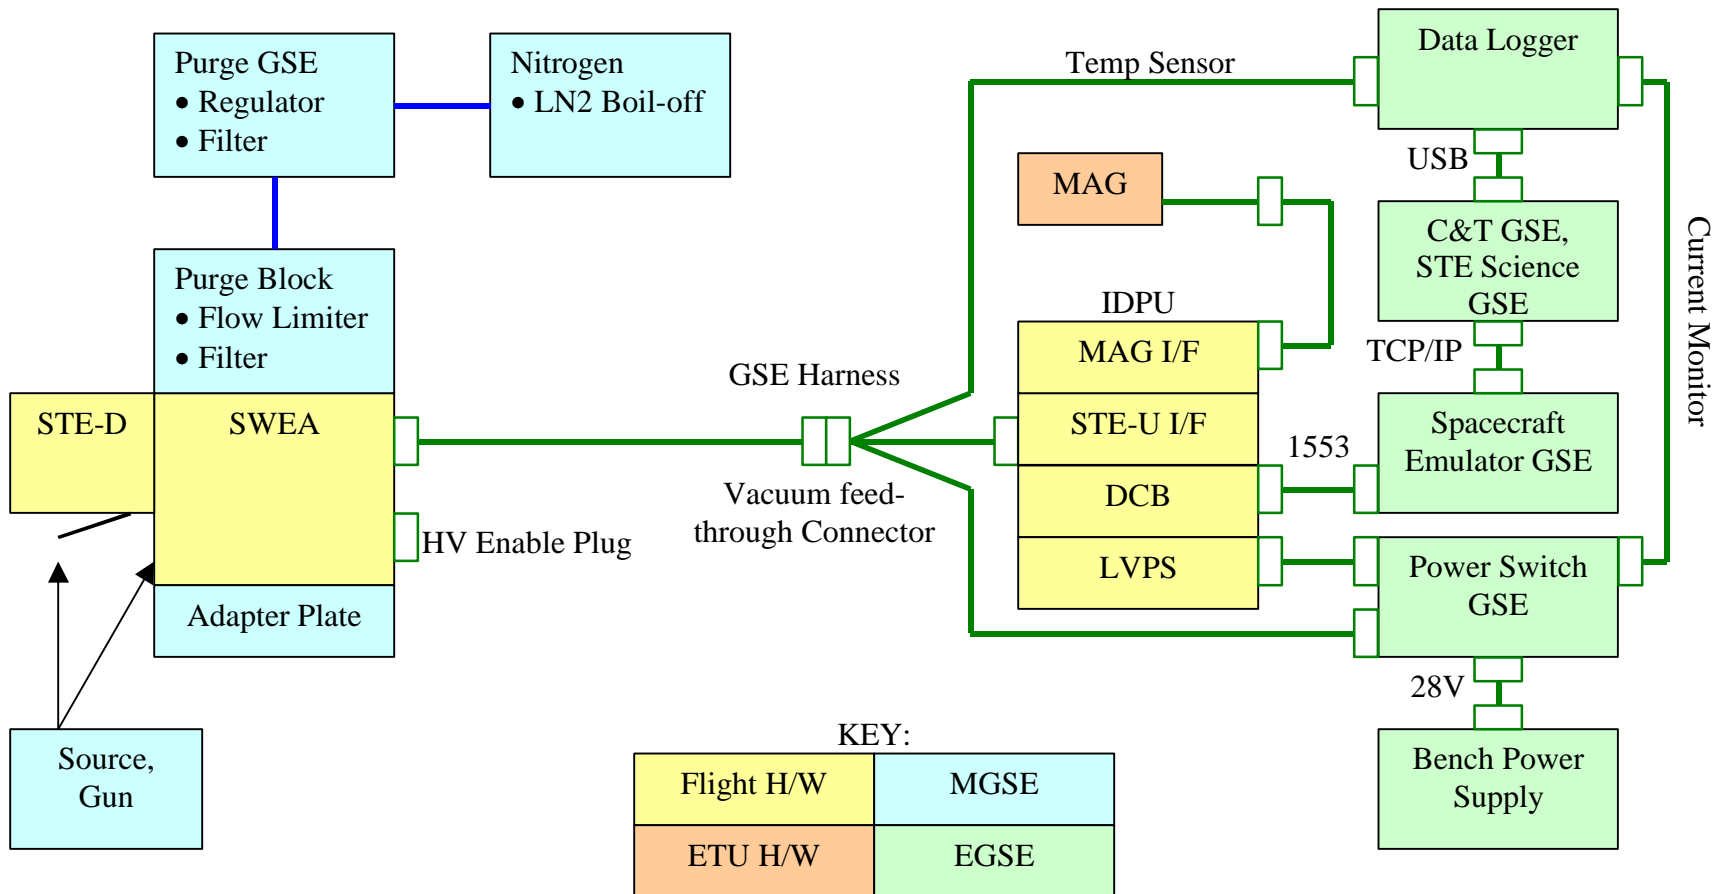 Purge GSE
• Regulator
• Filter
Nitrogen
• LN2 Boil-off
Temp Sensor
Data Logger
USB
MAG
C&T GSE,
STE Science
GSE
Current Monitor
Purge Block
• Flow Limiter
• Filter
IDPU
MAG I/F
TCP/IP
GSE Harness
STE-D
SWEA
STE-U I/F
1553
Spacecraft
Emulator GSE
DCB
Vacuum feed-
through Connector
HV Enable Plug
LVPS
Power Switch
GSE
Adapter Plate
28V
Source,
Gun
Bench Power
Supply
KEY:
Flight H/W
MGSE
ETU H/W
EGSE